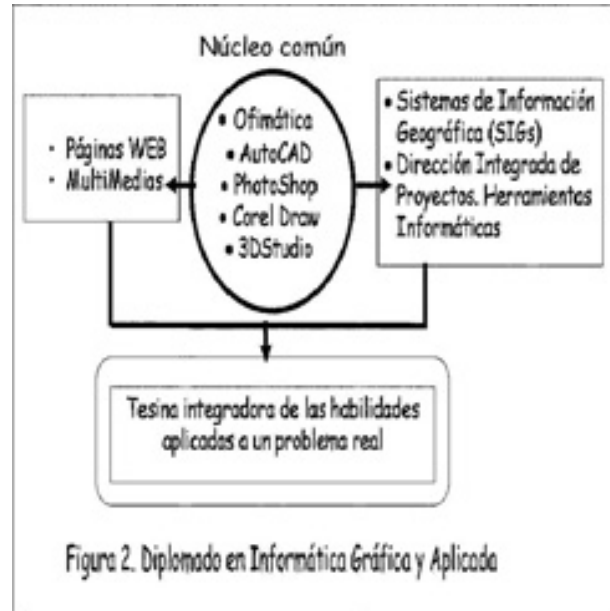 Núcleo común
• Páginas WEB
• MultiMedias
• Ofimática
• AutoCAD
• PhotoShop
• Corel Draw
• 3DStudio
• Sistemas de Información
Geográfica (SIGs)
• Dirección Integrada de
Proyectos. Herramientas
Informáticas
Tesina integradora de las habilidades
aplicadas a un problema real
Figura 2. Diplomado en Informática Gráfica y Aplicada